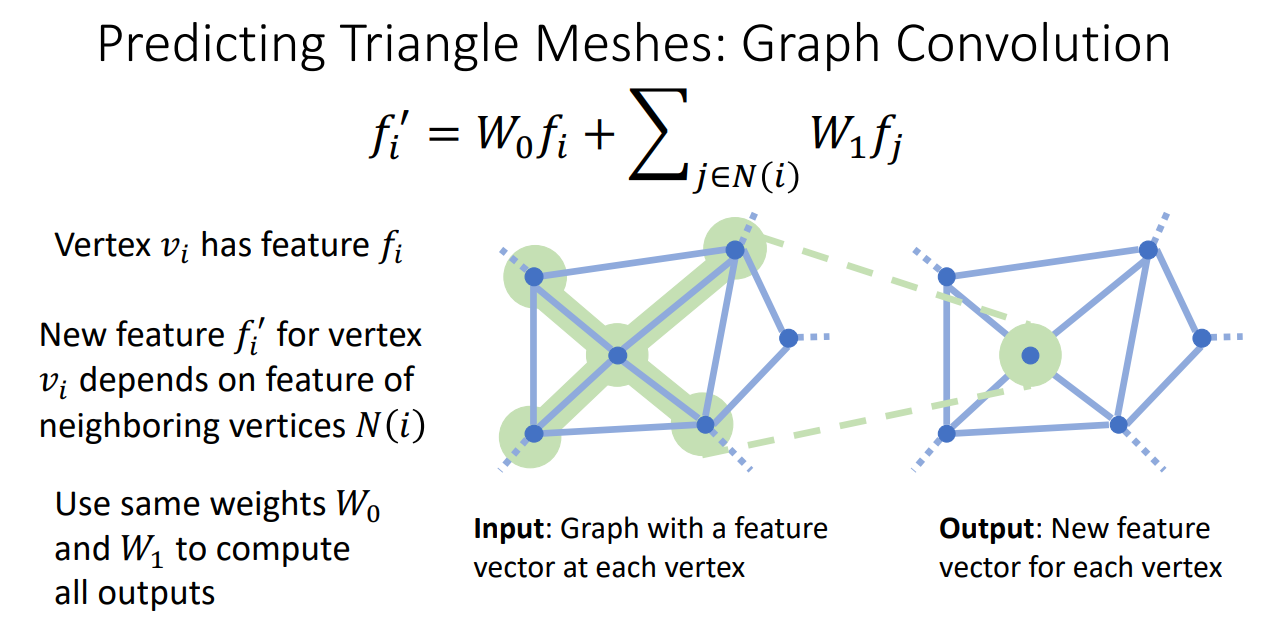 Predicting Triangle Meshes: Graph Convolution
f_i′ = W_0 f_i + ∑_{j∈N(i)} W_1 f_j
Vertex v_i has feature f_i
New feature f_i′ for vertex
v_i depends on feature of
neighboring vertices N(i)
Use same weights W_0
and W_1 to compute
all outputs
Input: Graph with a feature
vector at each vertex
Output: New feature
vector for each vertex